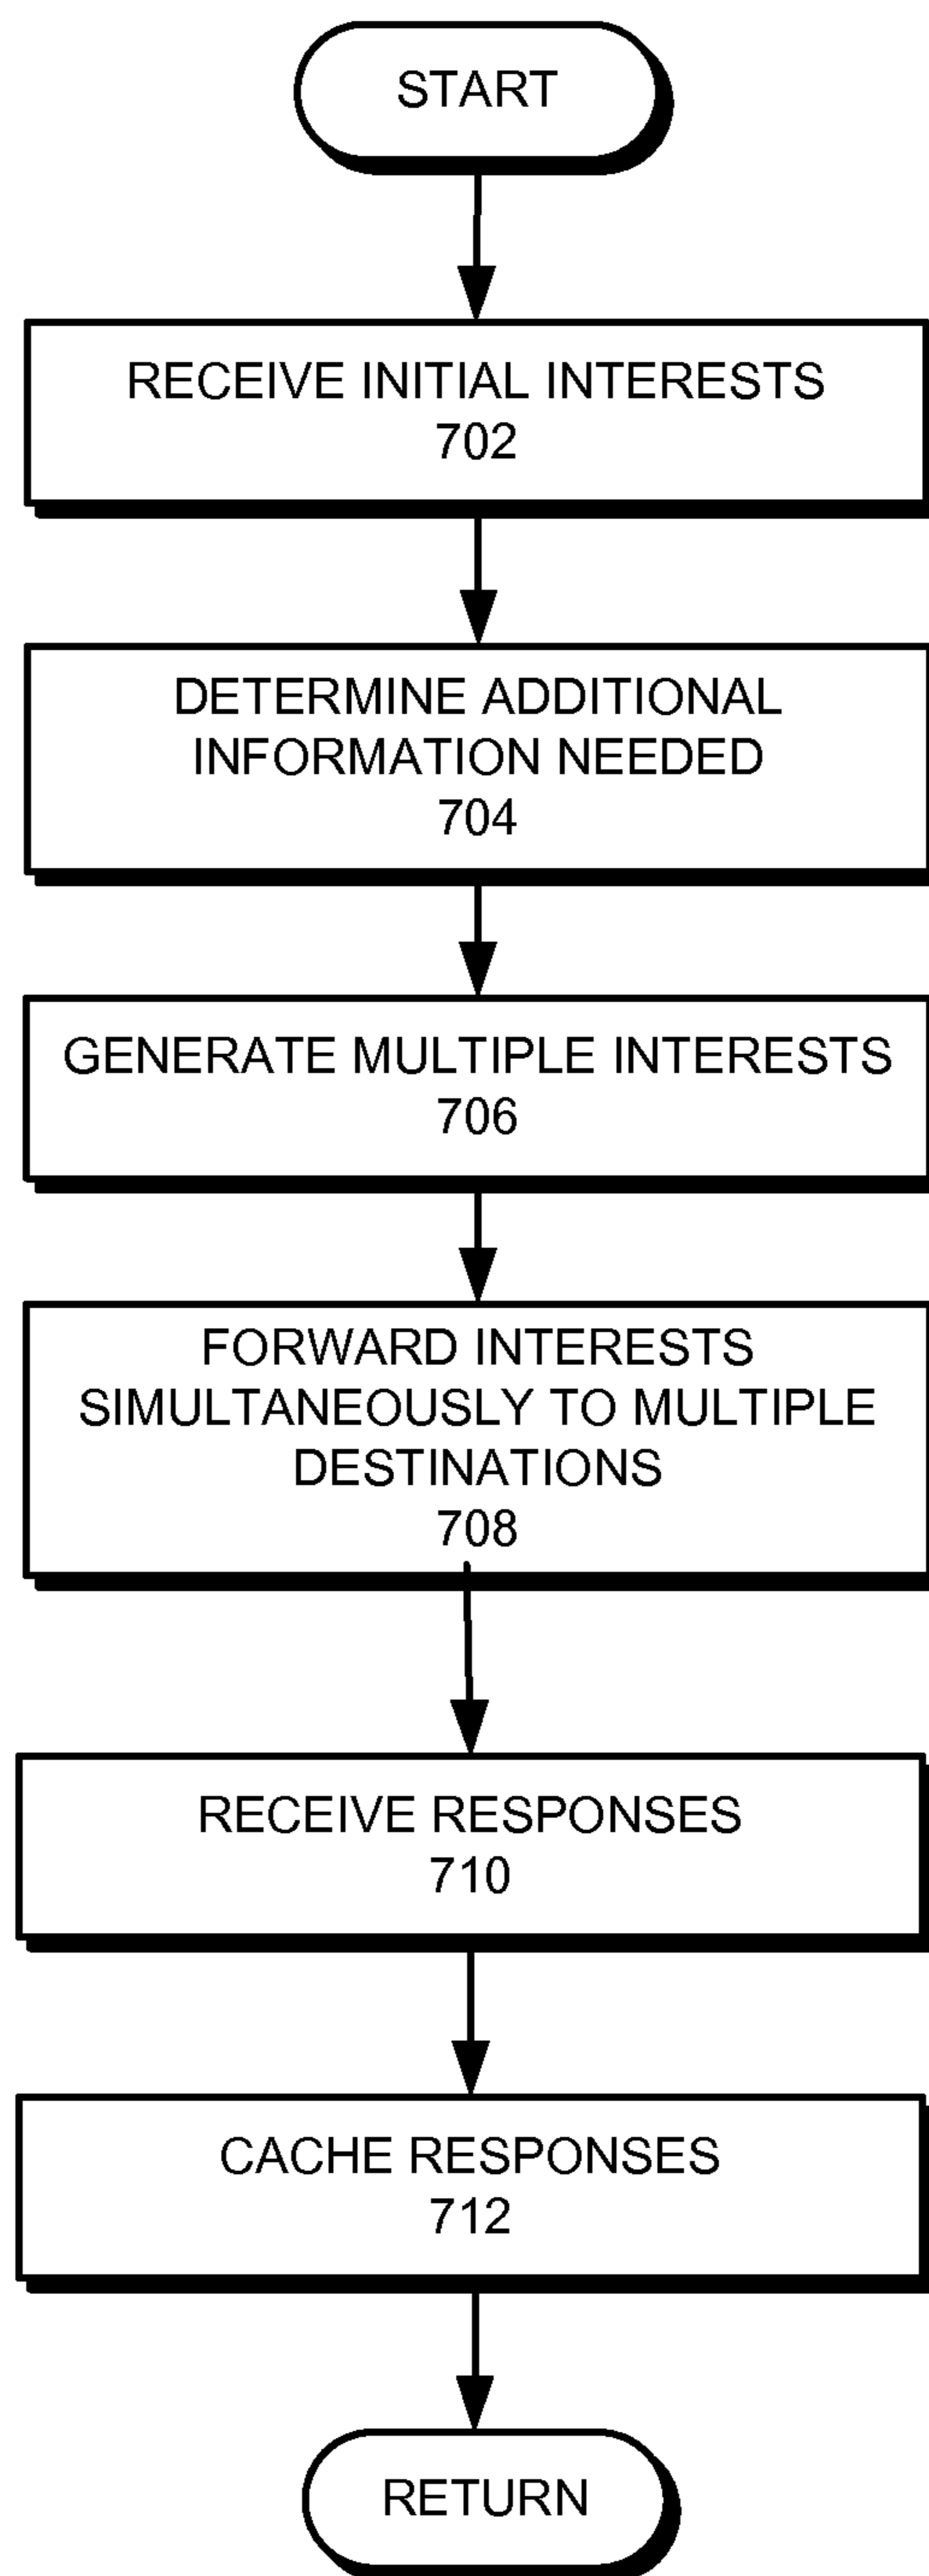 START
RECEIVE INITIAL INTERESTS
702
DETERMINE ADDITIONAL
INFORMATION NEEDED
704
GENERATE MULTIPLE INTERESTS
706
FORWARD INTERESTS
SIMULTANEOUSLY TO MULTIPLE
DESTINATIONS
708
RECEIVE RESPONSES
710
CACHE RESPONSES
712
RETURN